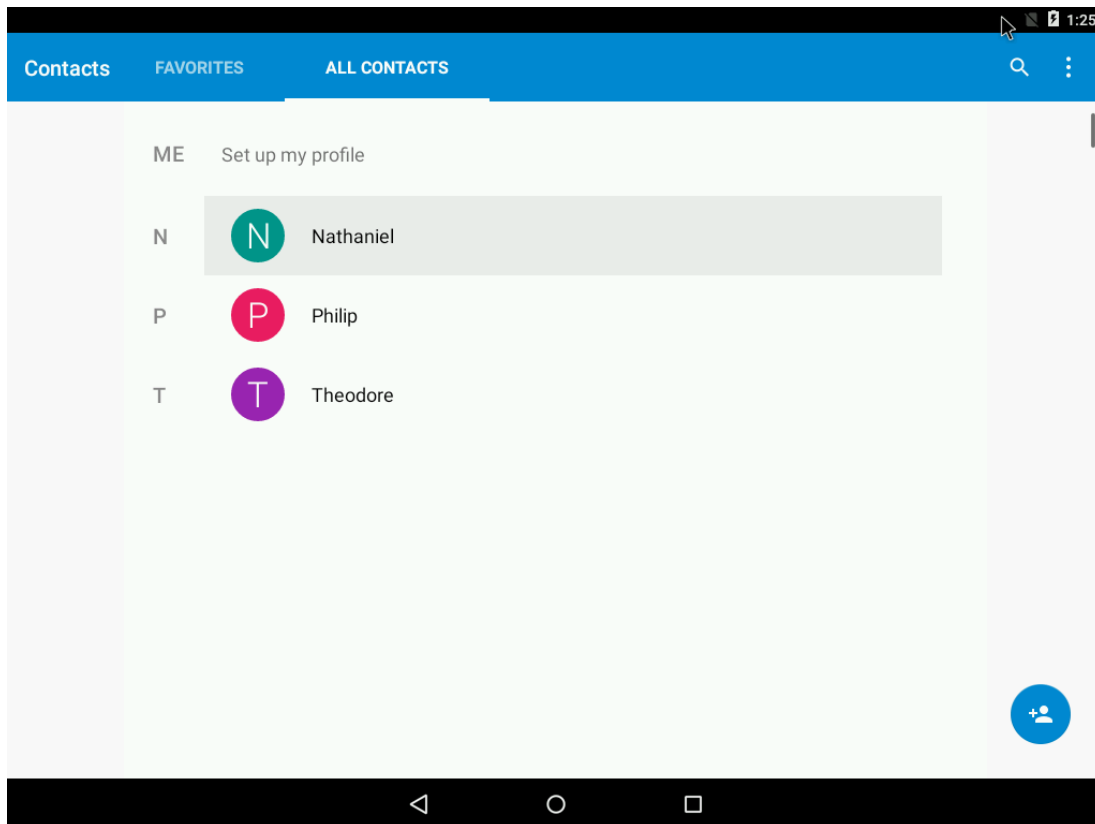 1:25
Contacts FAVORITES ALL CONTACTS
ME Set up my profile
N N Nathaniel
P P Philip
T T Theodore